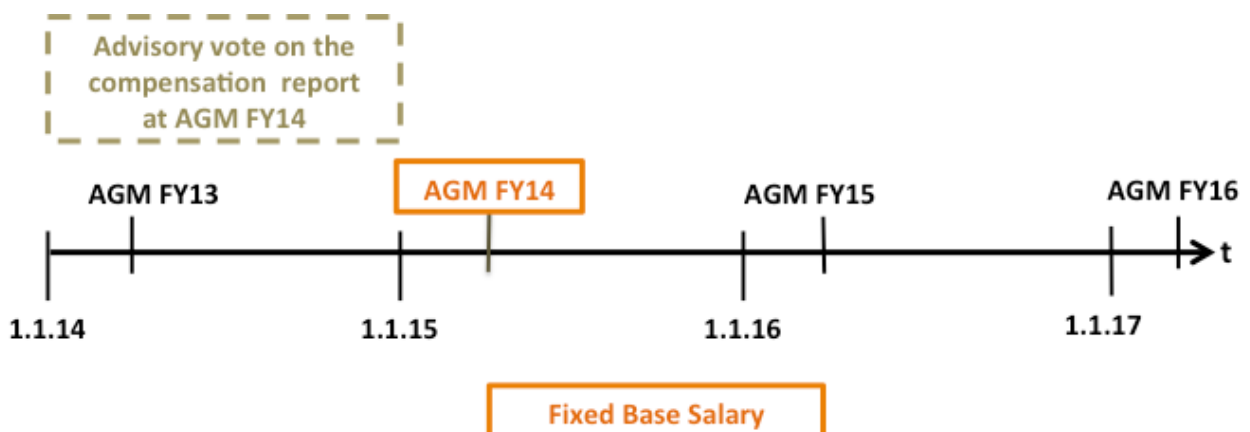 Advisory vote on the
compensation report
at AGM FY14
AGM FY13
AGM FY14
AGM FY15
AGM FY16
t
1.1.14
1.1.15
1.1.16
1.1.17
Fixed Base Salary